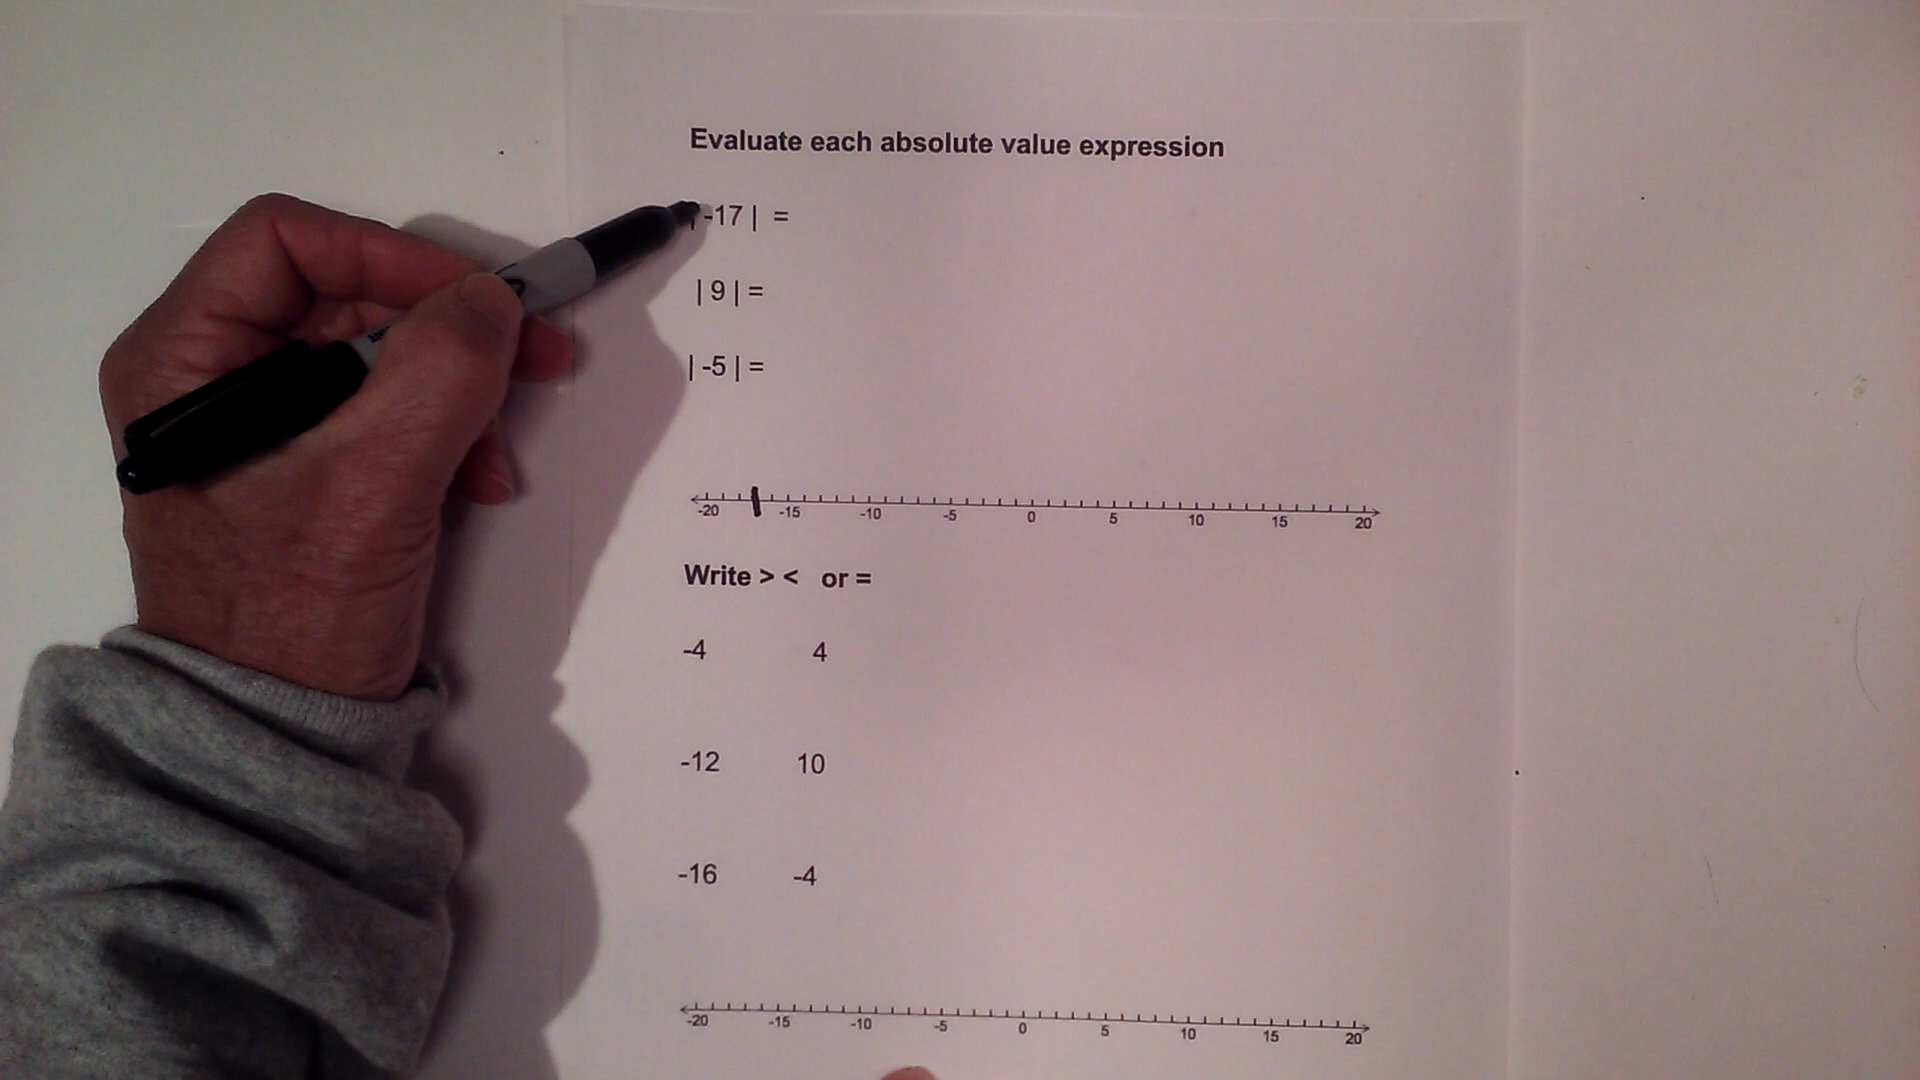 Evaluate each absolute value expression
| -17 | =
| 9 | =
| -5 | =
-20 -15 -10 -5 0 5 10 15 20
Write > < or =
-4 4
-12 10
-16 -4
-20 -15 -10 -5 0 5 10 15 20